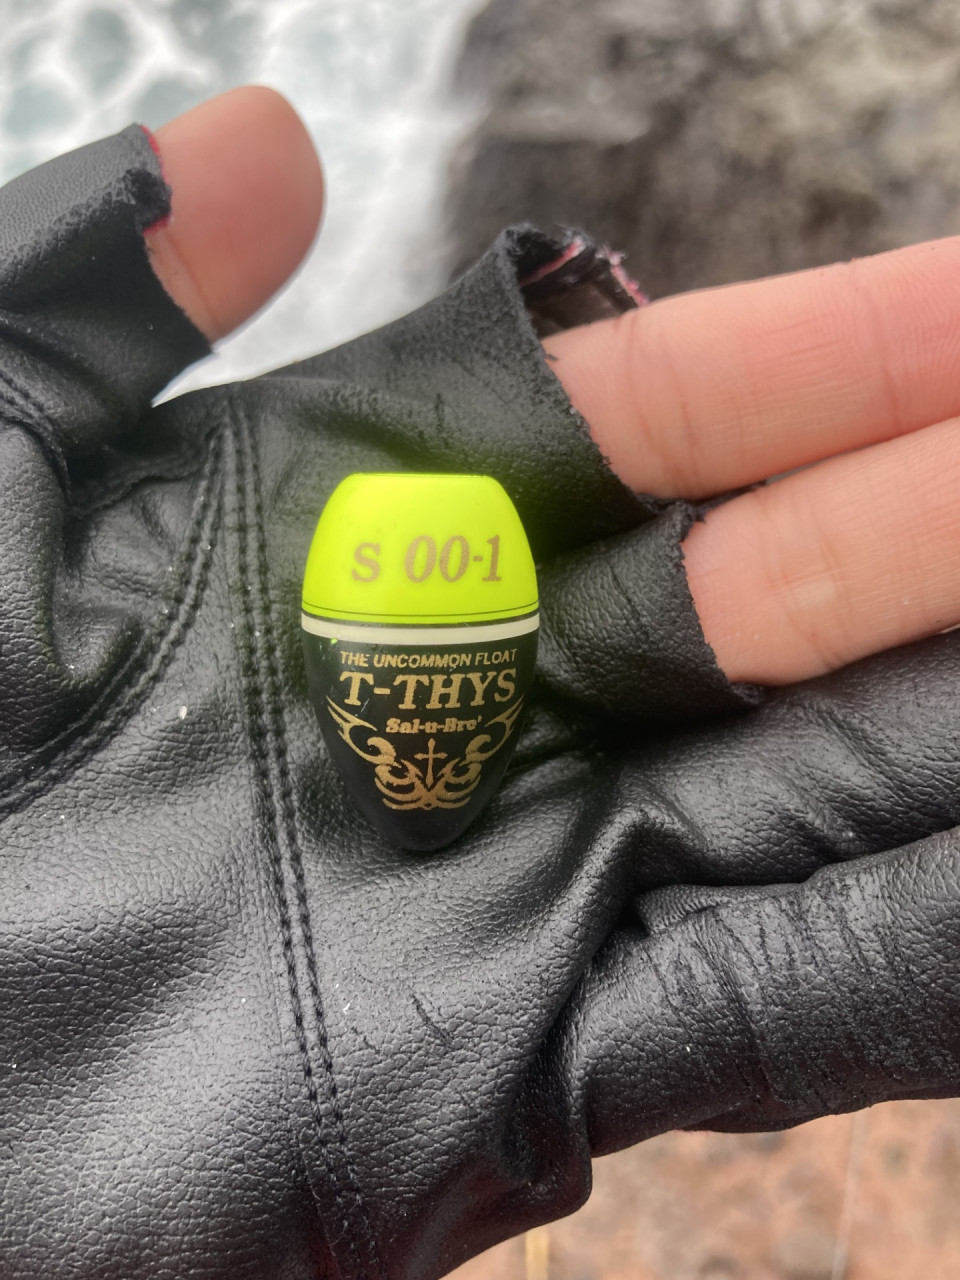 S 00-1
THE UNCOMMON FLOAT
T-THYS
Sal-u-Bre'